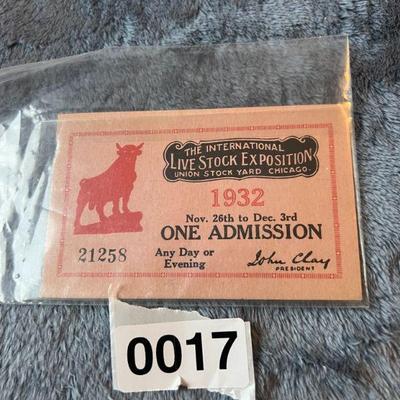 THE INTERNATIONAL
LIVE STOCK EXPOSITION
UNION STOCK YARD CHICAGO.
1932
Nov. 26th to Dec. 3rd
ONE ADMISSION
21258
Any Day or
Evening
John Clay
PRESIDENT
0017